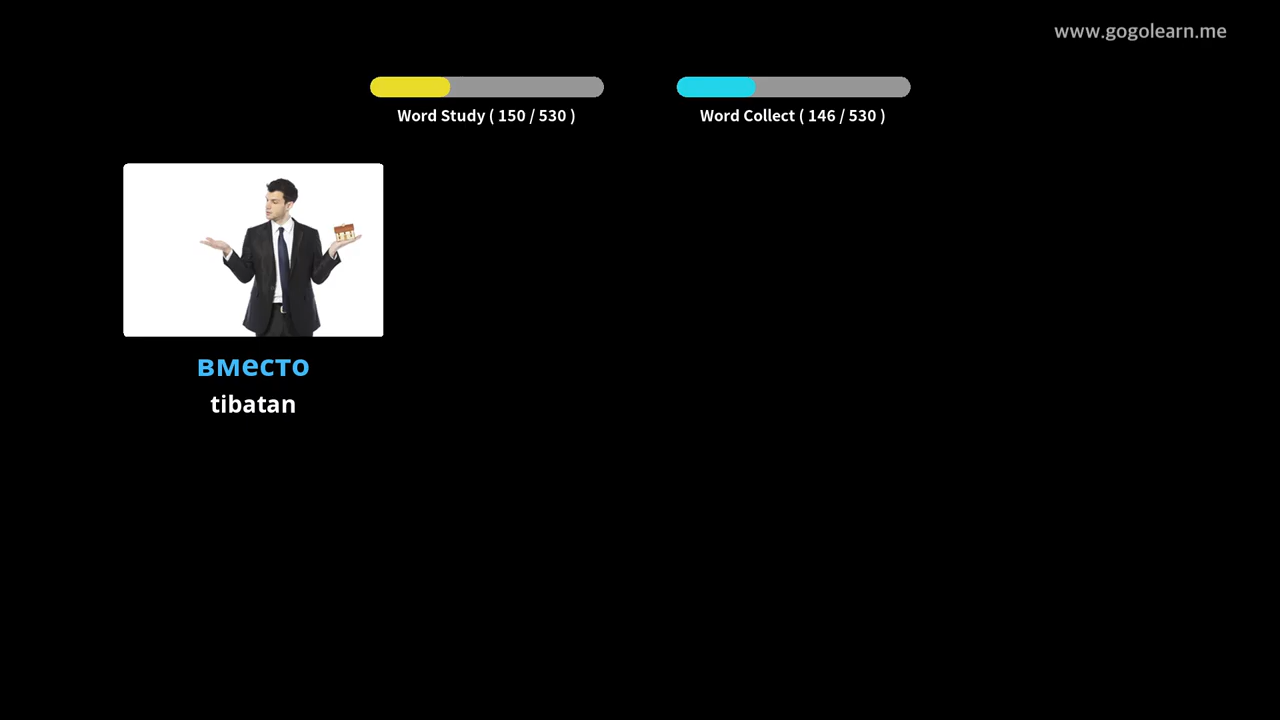 www.gogolearn.me
Word Study ( 150 / 530 )
Word Collect ( 146 / 530 )
вместо
tibatan